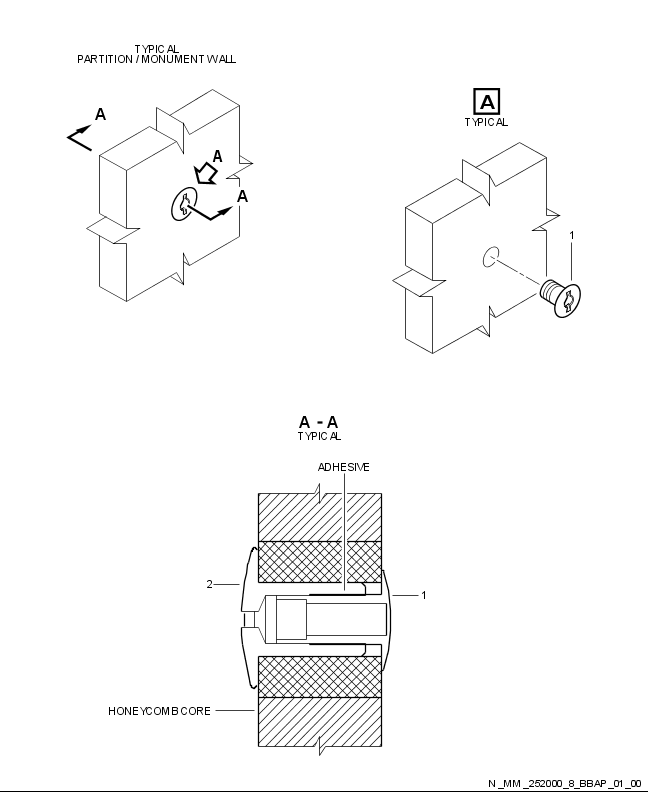 TYPICAL
PARTITION / MONUMENT WALL
A
A
A
A
TYPICAL
1
A - A
TYPICAL
ADHESIVE
2
1
HONEYCOMB CORE
N_MM_252000_8_BBAP_01_00